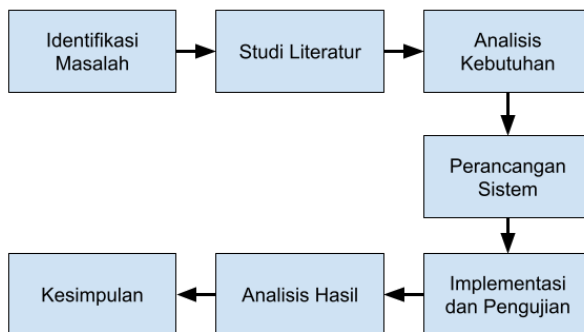 Identifikasi
Masalah
Studi Literatur
Analisis
Kebutuhan
Perancangan
Sistem
Implementasi
dan Pengujian
Analisis Hasil
Kesimpulan